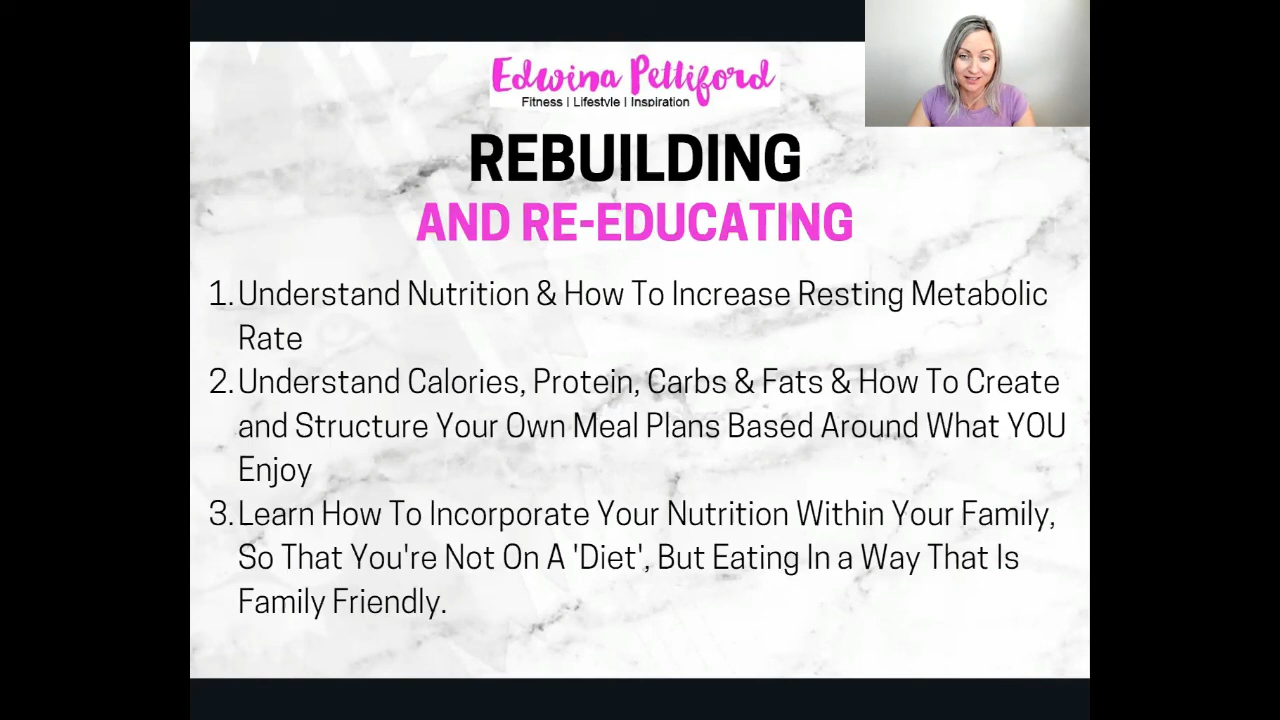 Edwina Pettiford
Fitness | Lifestyle | Inspiration
REBUILDING
AND RE-EDUCATING
1. Understand Nutrition & How To Increase Resting Metabolic
Rate
2. Understand Calories, Protein, Carbs & Fats & How To Create
and Structure Your Own Meal Plans Based Around What YOU
Enjoy
3. Learn How To Incorporate Your Nutrition Within Your Family,
So That You're Not On A 'Diet', But Eating In a Way That Is
Family Friendly.